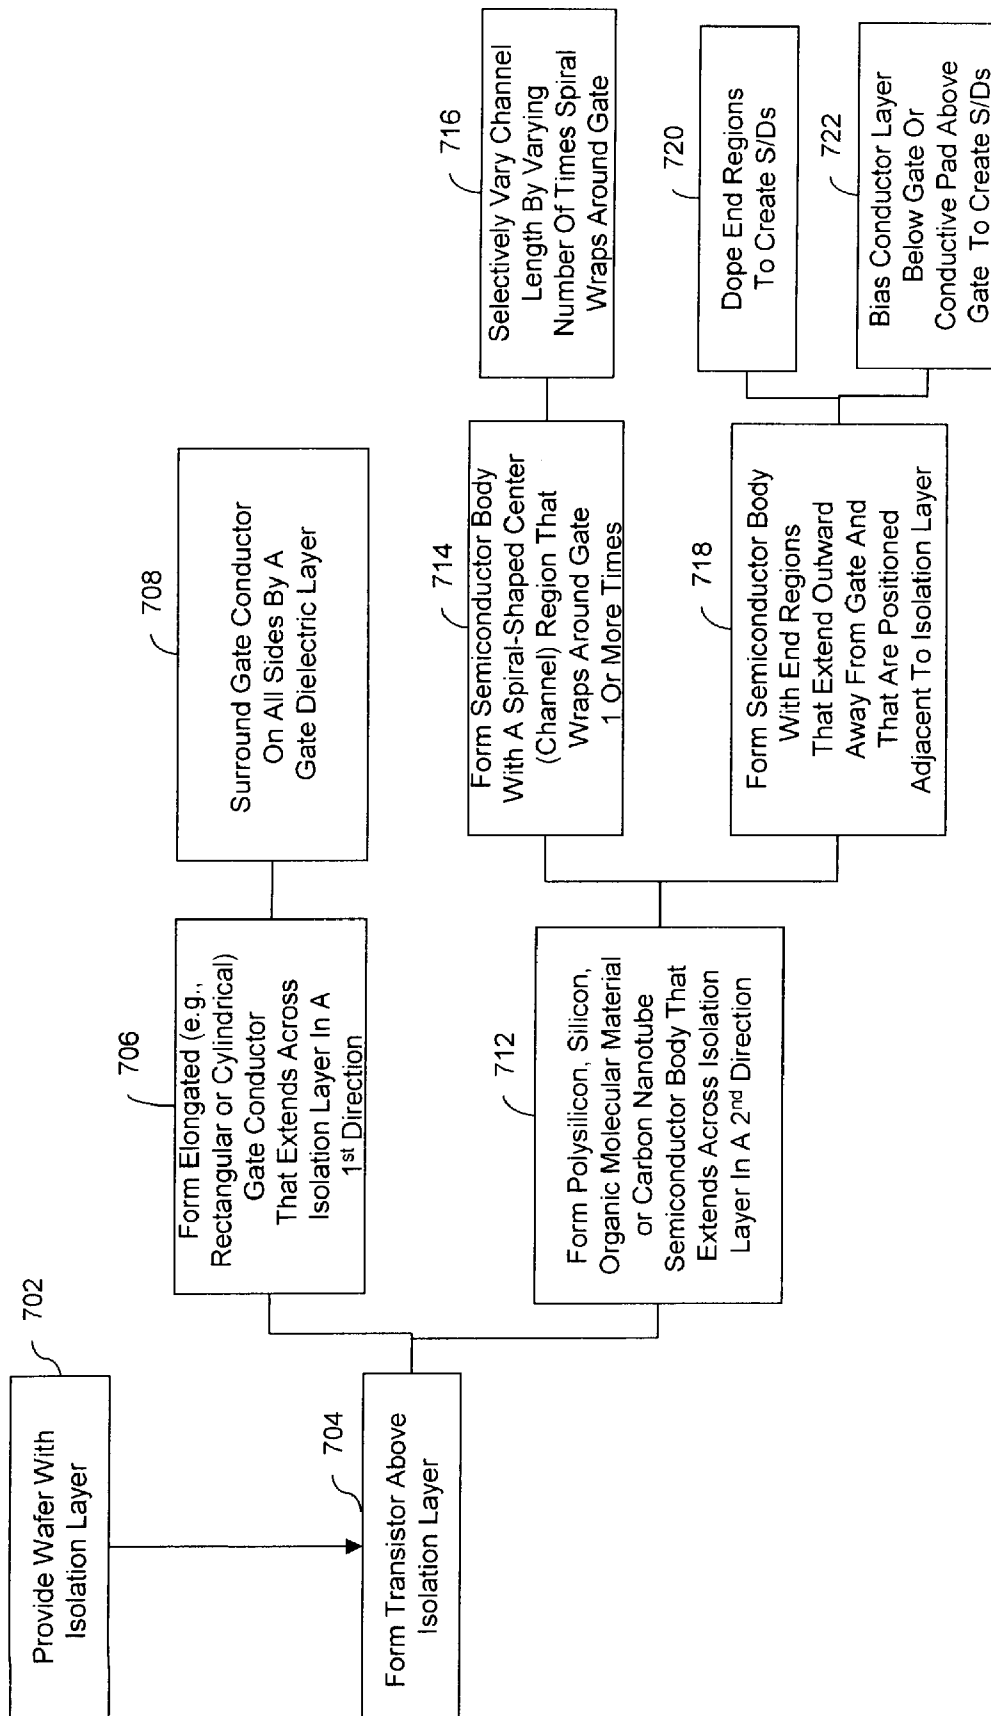 702
Provide Wafer With
Isolation Layer
704
Form Transistor Above
Isolation Layer
706
Form Elongated (e.g.,
Rectangular or Cylindrical)
Gate Conductor
That Extends Across
Isolation Layer In A
1st Direction
708
Surround Gate Conductor
On All Sides By A
Gate Dielectric Layer
712
Form Polysilicon, Silicon,
Organic Molecular Material
or Carbon Nanotube
Semiconductor Body That
Extends Across Isolation
Layer In A 2nd Direction
714
Form Semiconductor Body
With A Spiral-Shaped Center
(Channel) Region That
Wraps Around Gate
1 Or More Times
716
Selectively Vary Channel
Length By Varying
Number Of Times Spiral
Wraps Around Gate
718
Form Semiconductor Body
With End Regions
That Extend Outward
Away From Gate And
That Are Positioned
Adjacent To Isolation Layer
720
Dope End Regions
To Create S/Ds
722
Bias Conductor Layer
Below Gate Or
Conductive Pad Above
Gate To Create S/Ds